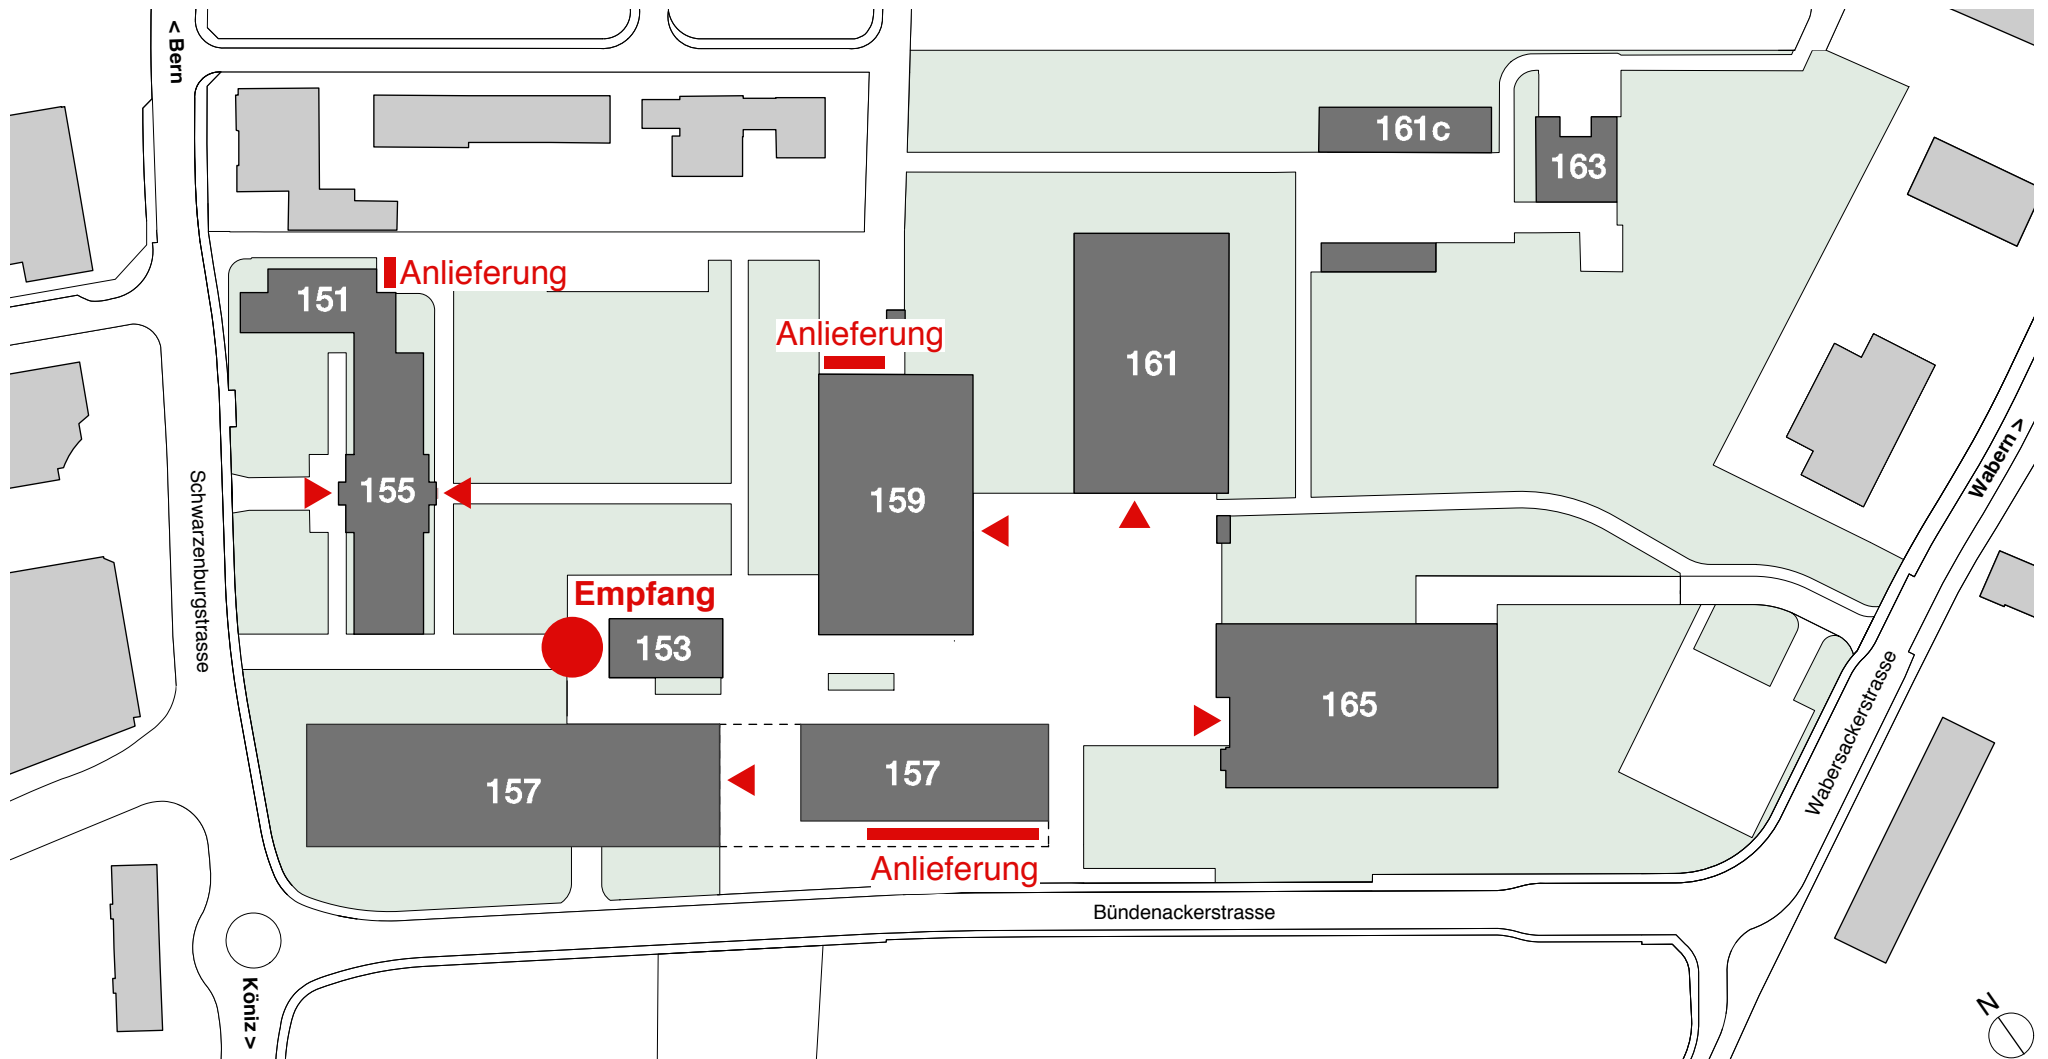 < Bern
161c
163
Anlieferung
151
Anlieferung
161
Wabern >
155
159
Schwarzenburgstrasse
Empfang
153
165
Wabersackerstrasse
157
157
Anlieferung
Bündenackerstrasse
Köniz >
N